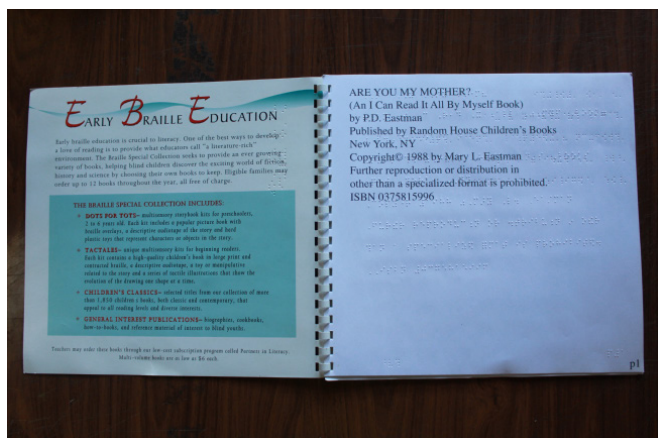 EARLY BRAILLE EDUCATION
Early braille education is crucial to literacy. One of the best ways to develop
a love of reading is to provide what educators call "a literature-rich"
environment. The Braille Special Collection seeks to provide an ever growing
variety of books, helping blind children discover the exciting world of fiction,
history and science by choosing their own books to keep. Eligible families may
order up to 12 books throughout the year, all free of charge.
THE BRAILLE SPECIAL COLLECTION INCLUDES:
DOTS FOR TOTS– multisensory storybook kits for preschoolers,
2 to 6 years old. Each kit includes a popular picture book with
braille overlays, a descriptive audiotape of the story and hard
plastic toys that represent characters or objects in the story.
TACTALES– unique multisensory kits for beginning readers.
Each kit contains a high-quality children's book in large print and
contracted braille, a descriptive audiotape, a toy or manipulative
related to the story and a series of tactile illustrations that show the
evolution of the drawing one shape at a time.
CHILDREN'S CLASSICS– selected titles from our collection of more
than 1,850 children's books, both classic and contemporary, that
appeal to all reading levels and diverse interests.
GENERAL INTEREST PUBLICATIONS– biographies, cookbooks,
how-to-books, and reference material of interest to blind youths.
Teachers may order these books through our low-cost subscription program called Partners in Literacy.
Multi-volume books are as low as $6 each.
ARE YOU MY MOTHER?
(An I Can Read It All By Myself Book)
by P.D. Eastman
Published by Random House Children's Books
New York, NY
Copyright© 1988 by Mary L. Eastman
Further reproduction or distribution in
other than a specialized format is prohibited.
ISBN 0375815996
p1